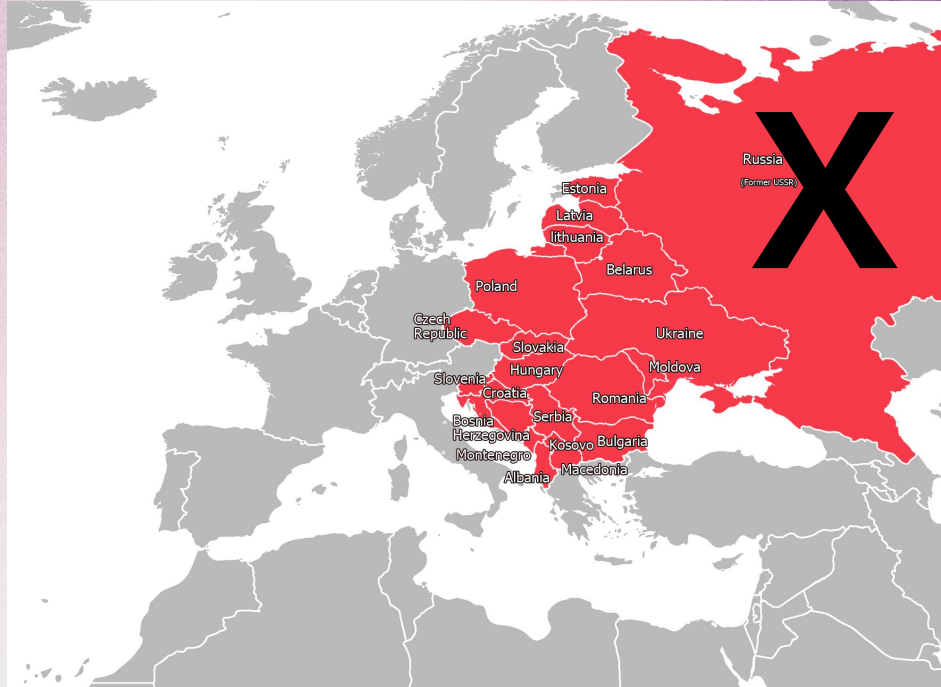 X
Russia
(Former USSR)
Estonia
Latvia
lithuania
Belarus
Poland
Czech
Republic
Ukraine
Slovakia
Moldova
Hungary
Slovenia
Croatia
Romania
Serbia
Bosnia
Herzegovina
Kosovo
Bulgaria
Montenegro
Macedonia
Albania